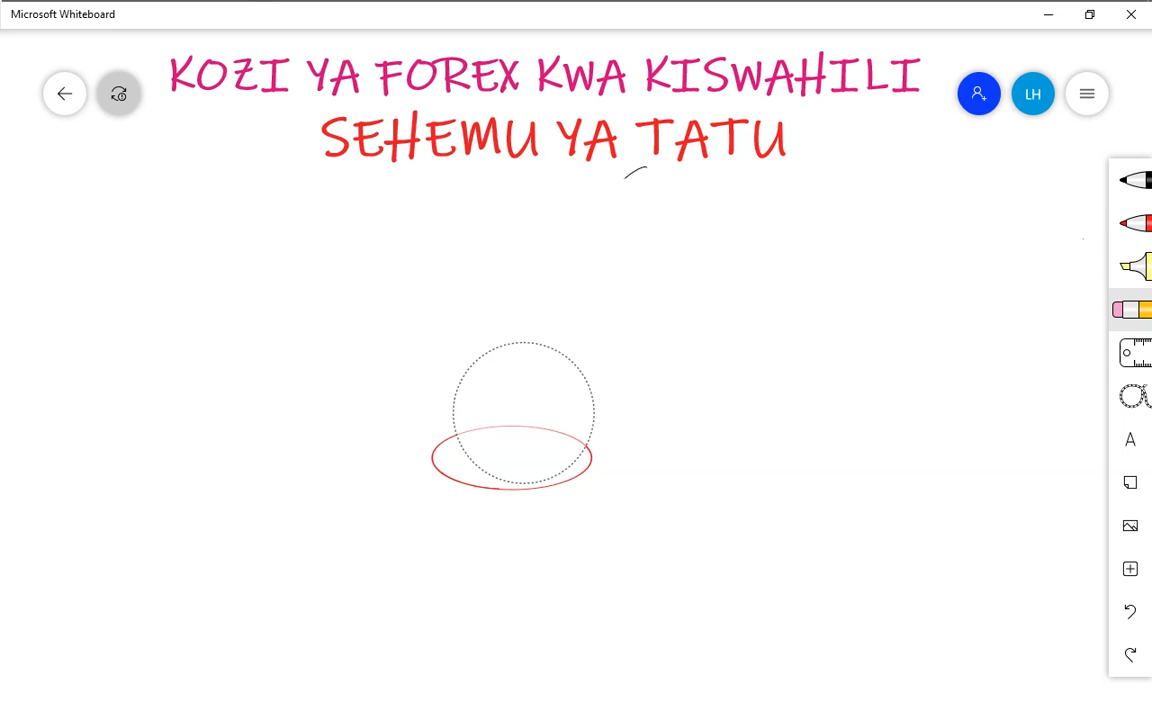 Microsoft Whiteboard
KOZI YA FOREX KWA KISWAHILI
SEHEMU YA TATU
LH